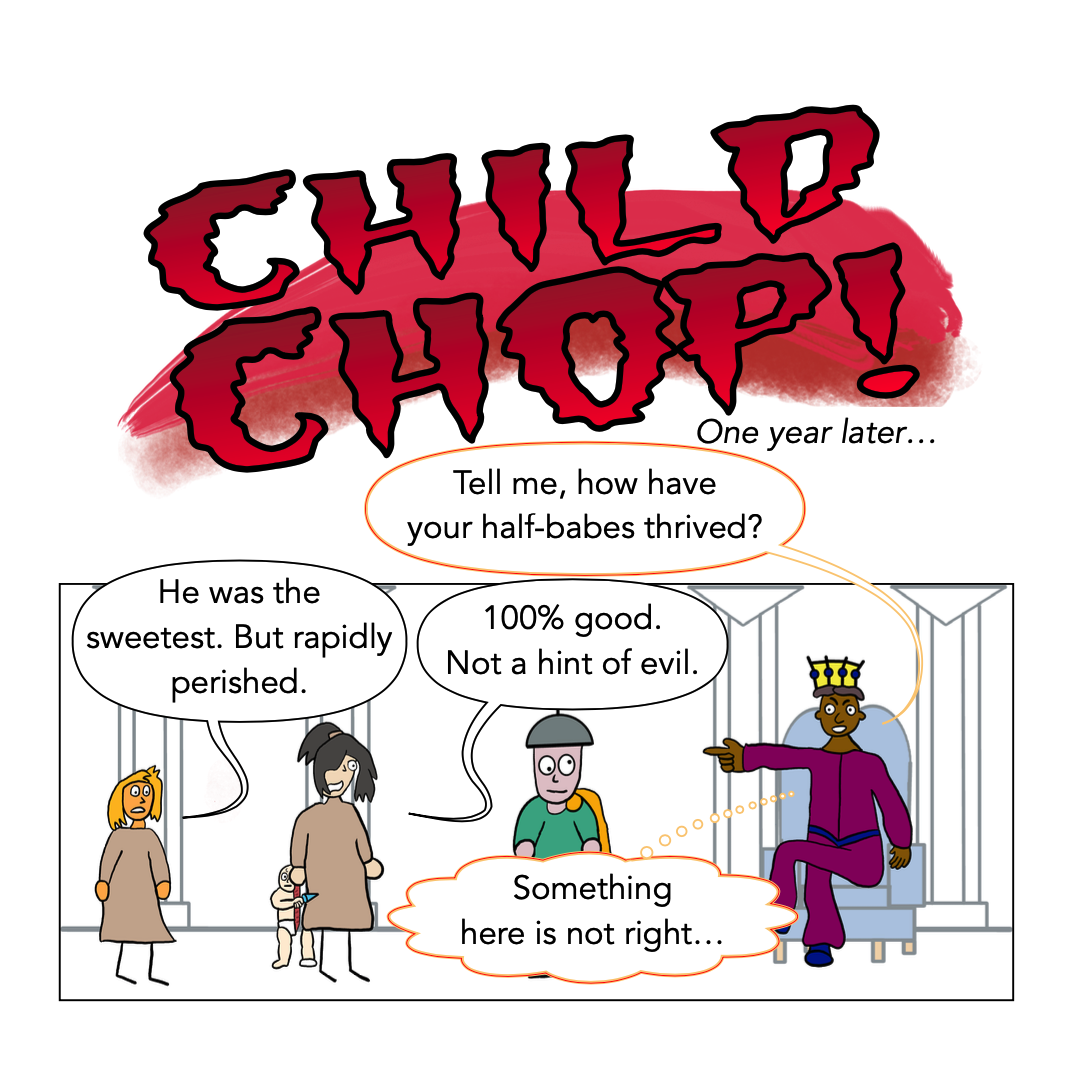 CHILD
CHOP!
One year later...
Tell me, how have
your half-babes thrived?
He was the
sweetest. But rapidly
perished.
100% good.
Not a hint of evil.
Something
here is not right...